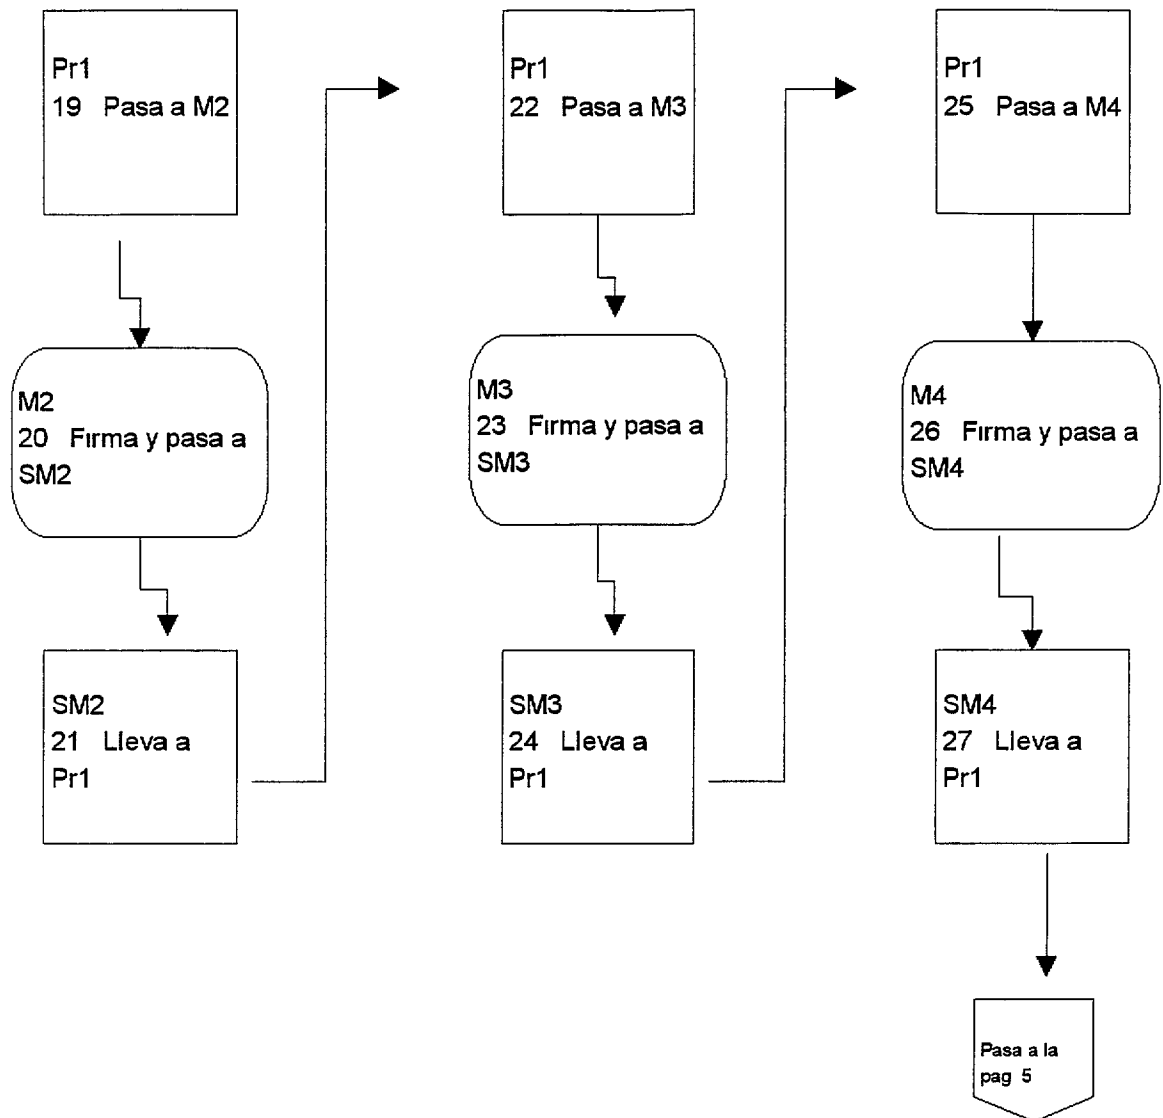 Pr1
19 Pasa a M2
M2
20 Firma y pasa a
SM2
SM2
21 Lleva a
Pr1
Pr1
22 Pasa a M3
M3
23 Firma y pasa a
SM3
SM3
24 Lleva a
Pr1
Pr1
25 Pasa a M4
M4
26 Firma y pasa a
SM4
SM4
27 Lleva a
Pr1
Pasa a la
pag 5